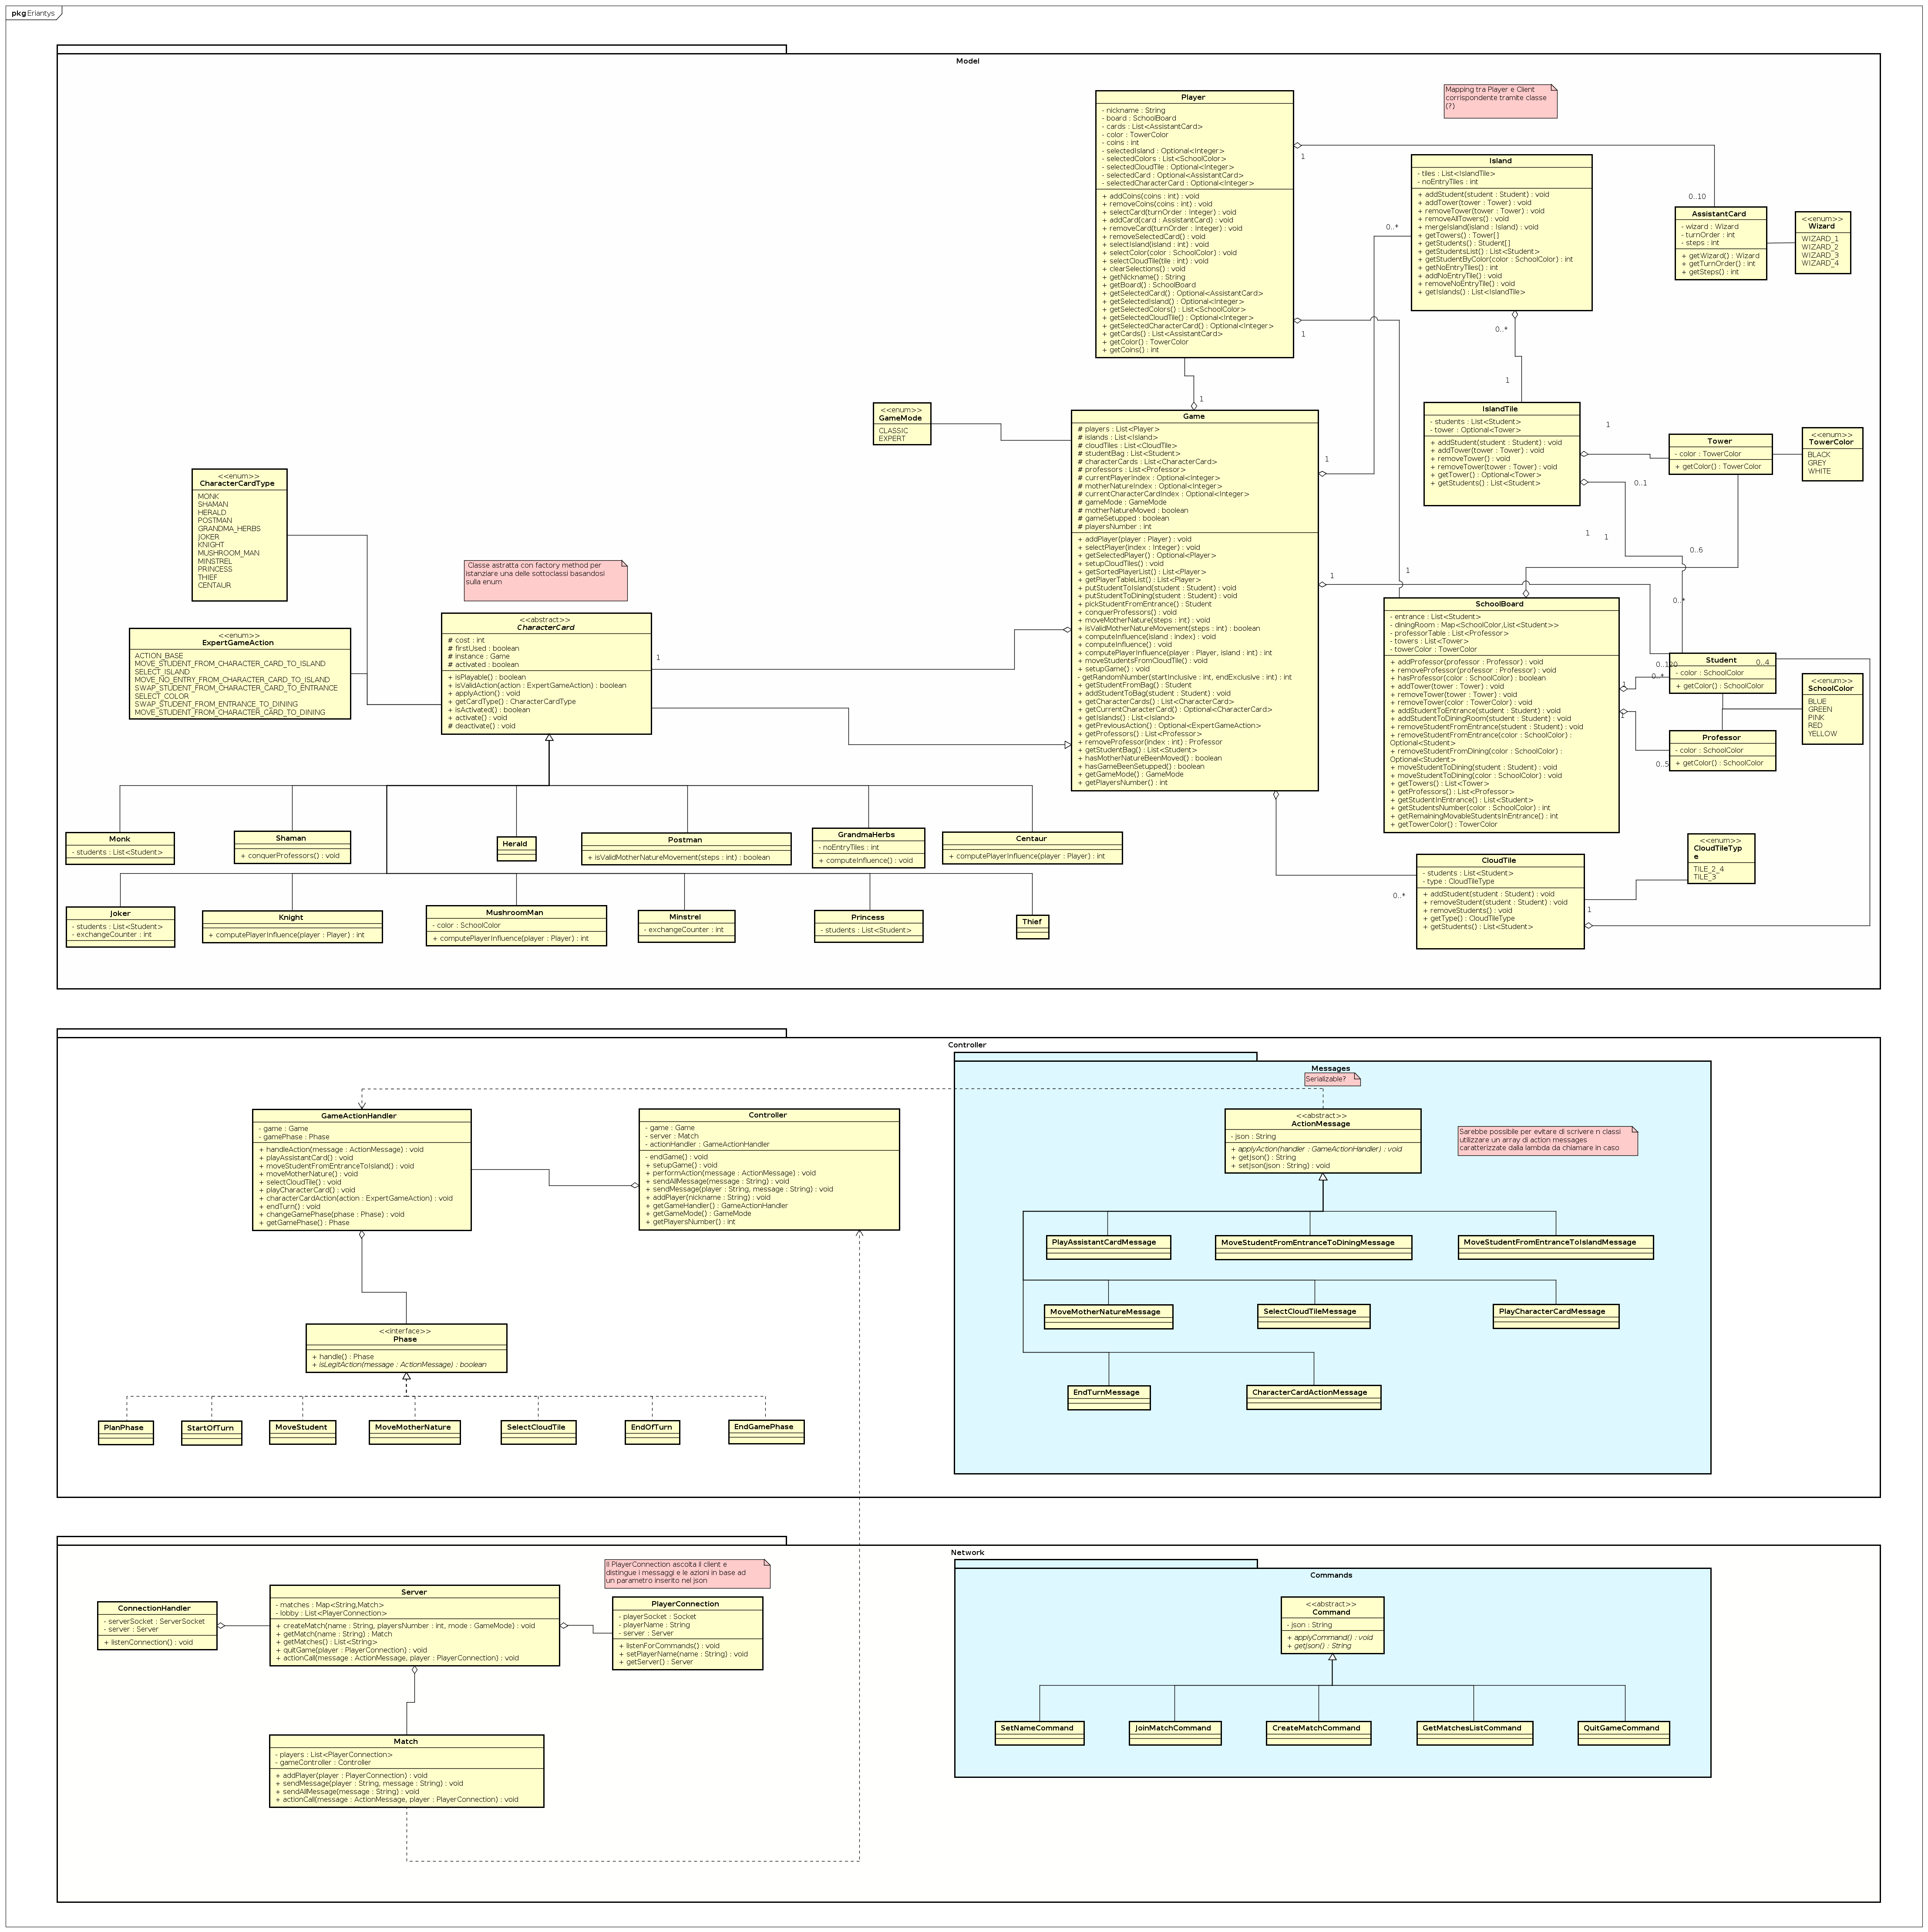 pkg Eriantys
Model
Player
- nickname : String
- board : SchoolBoard
- cards : List<AssistantCard>
- color : TowerColor
- coins : int
- selectedIsland : Optional<Integer>
- selectedColors : List<SchoolColor>
- selectedCloudTile : Optional<Integer>
- selectedCard : Optional<AssistantCard>
- selectedCharacterCard : Optional<Integer>
+ addCoins(coins : int) : void
+ removeCoins(coins : int) : void
+ selectCard(turnOrder : Integer) : void
+ addCard(card : AssistantCard) : void
+ removeCard(turnOrder : Integer) : void
+ removeSelectedCard() : void
+ selectIsland(island : int) : void
+ selectColor(color : SchoolColor) : void
+ selectCloudTile(tile : int) : void
+ clearSelections() : void
+ getNickname() : String
+ getBoard() : SchoolBoard
+ getSelectedCard() : Optional<AssistantCard>
+ getSelectedIsland() : Optional<Integer>
+ getSelectedColors() : List<SchoolColor>
+ getSelectedCloudTile() : Optional<Integer>
+ getSelectedCharacterCard() : Optional<Integer>
+ getCards() : List<AssistantCard>
+ getColor() : TowerColor
+ getCoins() : int
Mapping tra Player e Client
corrispondente tramite classe
(?)
1
0..10
1
0..*
Island
- tiles : List<IslandTile>
- noEntryTiles : int
+ addStudent(student : Student) : void
+ addTower(tower : Tower) : void
+ removeTower(tower : Tower) : void
+ removeAllTowers() : void
+ mergeIsland(island : Island) : void
+ getTowers() : Tower[]
+ getStudents() : Student[]
+ getStudentsList() : List<Student>
+ getStudentByColor(color : SchoolColor) : int
+ getNoEntryTiles() : int
+ addNoEntryTile() : void
+ removeNoEntryTile() : void
+ getIslands() : List<IslandTile>
AssistantCard
- wizard : Wizard
- turnOrder : int
- steps : int
+ getWizard() : Wizard
+ getTurnOrder() : int
+ getSteps() : int
<<enum>>
Wizard
WIZARD_1
WIZARD_2
WIZARD_3
WIZARD_4
0..*
1
<<enum>>
GameMode
CLASSIC
EXPERT
1
Game
# players : List<Player>
# islands : List<Island>
# cloudTiles : List<CloudTile>
# studentBag : List<Student>
# characterCards : List<CharacterCard>
# professors : List<Professor>
# currentPlayerIndex : Optional<Integer>
# motherNatureIndex : Optional<Integer>
# currentCharacterCardIndex : Optional<Integer>
# gameMode : GameMode
# motherNatureMoved : boolean
# gameSetupped : boolean
# playersNumber : int
+ addPlayer(player : Player) : void
+ selectPlayer(index : Integer) : void
+ getSelectedPlayer() : Optional<Player>
+ setupCloudTiles() : void
+ getSortedPlayerList() : List<Player>
+ getPlayerTableList() : List<Player>
+ putStudentToIsland(student : Student) : void
+ putStudentToDining(student : Student) : void
+ pickStudentFromEntrance() : Student
+ conquerProfessors() : void
+ moveMotherNature(steps : int) : void
+ isValidMotherNatureMovement(steps : int) : boolean
+ computeInfluence(island : index) : void
+ computeInfluence() : void
+ computePlayerInfluence(player : Player, island : int) : int
+ moveStudentsFromCloudTile() : void
+ setupGame() : void
- getRandomNumber(startInclusive : int, endExclusive : int) : int
+ getStudentFromBag() : Student
+ addStudentToBag(student : Student) : void
+ getCharacterCards() : List<CharacterCard>
+ getCurrentCharacterCard() : Optional<CharacterCard>
+ getIslands() : List<Island>
+ getPreviousAction() : Optional<ExpertGameAction>
+ getProfessors() : List<Professor>
+ removeProfessor(index : int) : Professor
+ getStudentBag() : List<Student>
+ hasMotherNatureBeenMoved() : boolean
+ hasGameBeenSetupped() : boolean
+ getGameMode() : GameMode
+ getPlayersNumber() : int
1
1
IslandTile
- students : List<Student>
- tower : Optional<Tower>
+ addStudent(student : Student) : void
+ addTower(tower : Tower) : void
+ removeTower() : void
+ removeTower(tower : Tower) : void
+ getTower() : Optional<Tower>
+ getStudents() : List<Student>
1
0..1
Tower
- color : TowerColor
+ getColor() : TowerColor
<<enum>>
TowerColor
BLACK
GREY
WHITE
1
1
0..6
1
0..*
<<enum>>
CharacterCardType
MONK
SHAMAN
HERALD
POSTMAN
GRANDMA_HERBS
JOKER
KNIGHT
MUSHROOM_MAN
MINSTREL
PRINCESS
THIEF
CENTAUR
Classe astratta con factory method per
istanziare una delle sottoclassi basandosi
sulla enum
<<enum>>
ExpertGameAction
ACTION_BASE
MOVE_STUDENT_FROM_CHARACTER_CARD_TO_ISLAND
SELECT_ISLAND
MOVE_NO_ENTRY_FROM_CHARACTER_CARD_TO_ISLAND
SWAP_STUDENT_FROM_CHARACTER_CARD_TO_ENTRANCE
SELECT_COLOR
SWAP_STUDENT_FROM_ENTRANCE_TO_DINING
MOVE_STUDENT_FROM_CHARACTER_CARD_TO_DINING
<<abstract>>
CharacterCard
# cost : int
# firstUsed : boolean
# instance : Game
# activated : boolean
+ isPlayable() : boolean
+ isValidAction(action : ExpertGameAction) : boolean
+ applyAction() : void
+ getCardType() : CharacterCardType
+ isActivated() : boolean
+ activate() : void
# deactivate() : void
1
SchoolBoard
- entrance : List<Student>
- diningRoom : Map<SchoolColor,List<Student>>
- professorTable : List<Professor>
- towers : List<Tower>
- towerColor : TowerColor
+ addProfessor(professor : Professor) : void
+ removeProfessor(professor : Professor) : void
+ hasProfessor(color : SchoolColor) : boolean
+ addTower(tower : Tower) : void
+ removeTower(tower : Tower) : void
+ removeTower(color : TowerColor) : void
+ addStudentToEntrance(student : Student) : void
+ addStudentToDiningRoom(student : Student) : void
+ removeStudentFromEntrance(student : Student) : void
+ removeStudentFromEntrance(color : SchoolColor) :
Optional<Student>
+ removeStudentFromDining(color : SchoolColor) :
Optional<Student>
+ moveStudentToDining(student : Student) : void
+ moveStudentToDining(color : SchoolColor) : void
+ getTowers() : List<Tower>
+ getProfessors() : List<Professor>
+ getStudentInEntrance() : List<Student>
+ getStudentsNumber(color : SchoolColor) : int
+ getRemainingMovableStudentsInEntrance() : int
+ getTowerColor() : TowerColor
0..120
0..*
0..4
1
1
0..5
Student
- color : SchoolColor
+ getColor() : SchoolColor
Professor
- color : SchoolColor
+ getColor() : SchoolColor
<<enum>>
SchoolColor
BLUE
GREEN
PINK
RED
YELLOW
Monk
- students : List<Student>
Shaman
+ conquerProfessors() : void
Herald
Postman
+ isValidMotherNatureMovement(steps : int) : boolean
GrandmaHerbs
- noEntryTiles : int
+ computeInfluence() : void
Centaur
+ computePlayerInfluence(player : Player) : int
Joker
- students : List<Student>
- exchangeCounter : int
Knight
+ computePlayerInfluence(player : Player) : int
MushroomMan
- color : SchoolColor
+ computePlayerInfluence(player : Player) : int
Minstrel
- exchangeCounter : int
Princess
- students : List<Student>
Thief
0..*
CloudTile
- students : List<Student>
- type : CloudTileType
+ addStudent(student : Student) : void
+ removeStudent(student : Student) : void
+ removeStudents() : void
+ getType() : CloudTileType
+ getStudents() : List<Student>
1
<<enum>>
CloudTileTyp
e
TILE_2_4
TILE_3
Controller
GameActionHandler
- game : Game
- gamePhase : Phase
+ handleAction(message : ActionMessage) : void
+ playAssistantCard() : void
+ moveStudentFromEntranceToIsland() : void
+ moveMotherNature() : void
+ selectCloudTile() : void
+ playCharacterCard() : void
+ characterCardAction(action : ExpertGameAction) : void
+ endTurn() : void
+ changeGamePhase(phase : Phase) : void
+ getGamePhase() : Phase
Controller
- game : Game
- server : Match
- actionHandler : GameActionHandler
- endGame() : void
+ setupGame() : void
+ performAction(message : ActionMessage) : void
+ sendAllMessage(message : String) : void
+ sendMessage(player : String, message : String) : void
+ addPlayer(nickname : String) : void
+ getGameHandler() : GameActionHandler
+ getGameMode() : GameMode
+ getPlayersNumber() : int
<<interface>>
Phase
+ handle() : Phase
+ isLegitAction(message : ActionMessage) : boolean
PlanPhase
StartOfTurn
MoveStudent
MoveMotherNature
SelectCloudTile
EndOfTurn
EndGamePhase
Messages
Serializable?
<<abstract>>
ActionMessage
- json : String
+ applyAction(handler : GameActionHandler) : void
+ getJson() : String
+ setJson(json : String) : void
Sarebbe possibile per evitare di scrivere n classi
utilizzare un array di action messages
caratterizzate dalla lambda da chiamare in caso
PlayAssistantCardMessage
MoveStudentFromEntranceToDiningMessage
MoveStudentFromEntranceToIslandMessage
MoveMotherNatureMessage
SelectCloudTileMessage
PlayCharacterCardMessage
EndTurnMessage
CharacterCardActionMessage
Network
ConnectionHandler
- serverSocket : ServerSocket
- server : Server
+ listenConnection() : void
Server
- matches : Map<String,Match>
- lobby : List<PlayerConnection>
+ createMatch(name : String, playersNumber : int, mode : GameMode) : void
+ getMatch(name : String) : Match
+ getMatches() : List<String>
+ quitGame(player : PlayerConnection) : void
+ actionCall(message : ActionMessage, player : PlayerConnection) : void
Il PlayerConnection ascolta il client e
distingue i messaggi e le azioni in base ad
un parametro inserito nel json
PlayerConnection
- playerSocket : Socket
- playerName : String
- server : Server
+ listenForCommands() : void
+ setPlayerName(name : String) : void
+ getServer() : Server
Match
- players : List<PlayerConnection>
- gameController : Controller
+ addPlayer(player : PlayerConnection) : void
+ sendMessage(player : String, message : String) : void
+ sendAllMessage(message : String) : void
+ actionCall(message : ActionMessage, player : PlayerConnection) : void
Commands
<<abstract>>
Command
- json : String
+ applyCommand() : void
+ getJson() : String
SetNameCommand
JoinMatchCommand
CreateMatchCommand
GetMatchesListCommand
QuitGameCommand